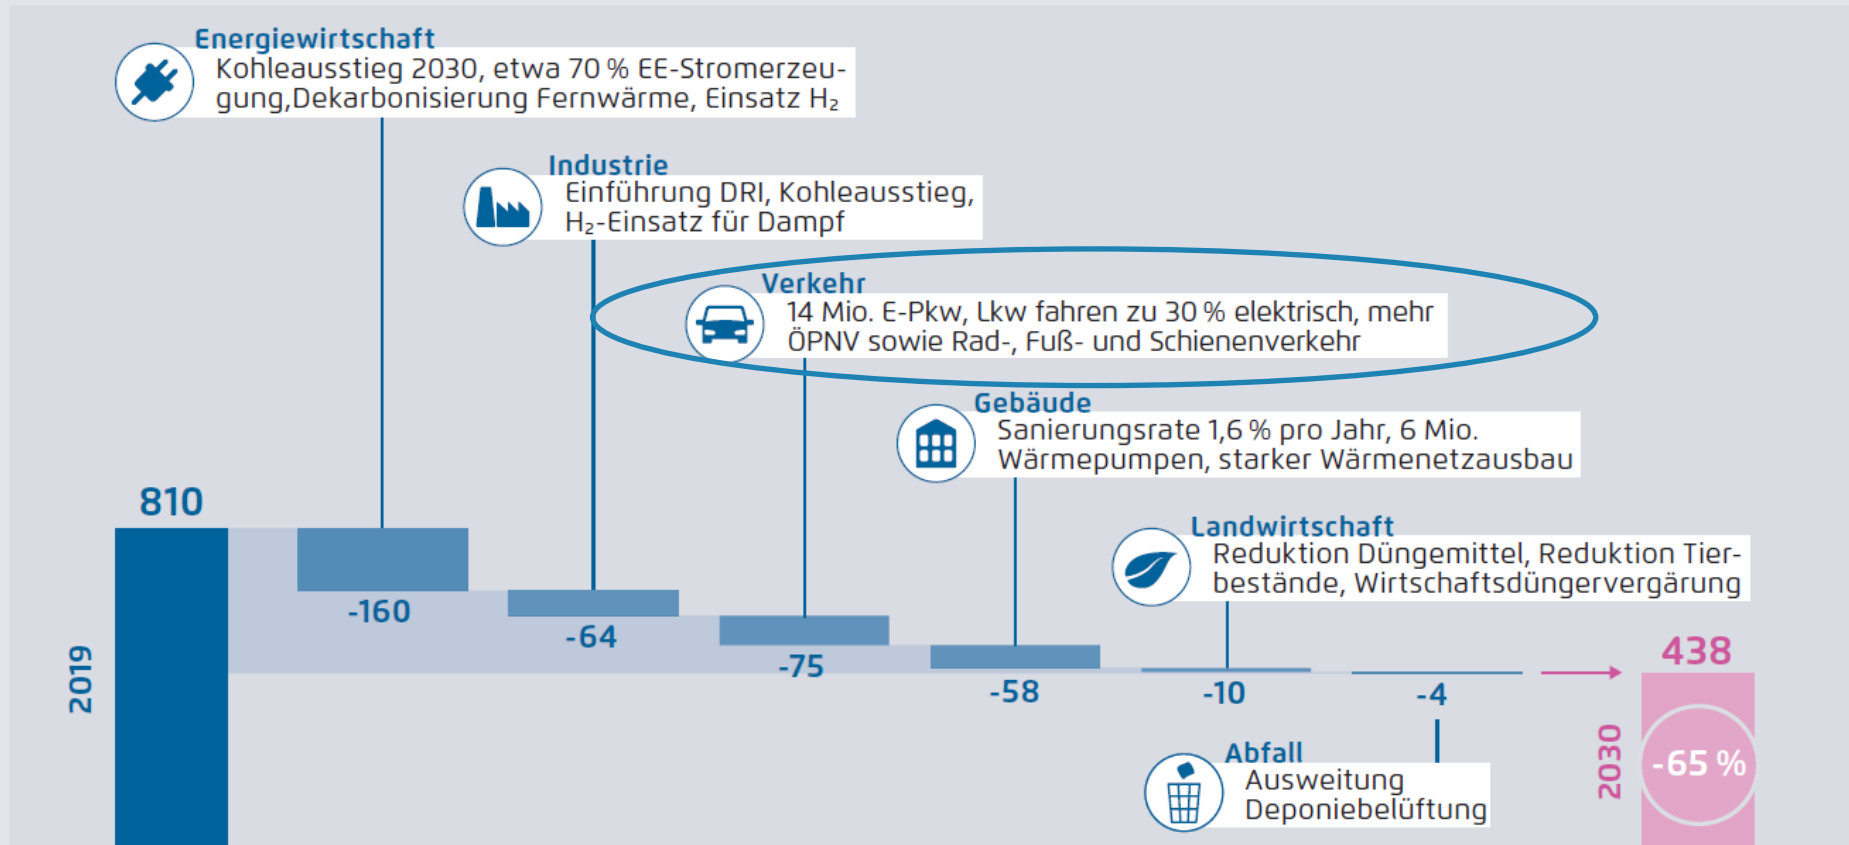 Energiewirtschaft
Kohleausstieg 2030, etwa 70 % EE-Stromerzeu-
gung,Dekarbonisierung Fernwärme, Einsatz H₂
Industrie
Einführung DRI, Kohleausstieg,
H₂-Einsatz für Dampf
Verkehr
14 Mio. E-Pkw, Lkw fahren zu 30 % elektrisch, mehr
ÖPNV sowie Rad-, Fuß- und Schienenverkehr
Gebäude
Sanierungsrate 1,6 % pro Jahr, 6 Mio.
Wärmepumpen, starker Wärmenetzausbau
Landwirtschaft
Reduktion Düngemittel, Reduktion Tier-
bestände, Wirtschaftsdüngervergärung
Abfall
Ausweitung
Deponiebelüftung
2019
810
-160
-64
-75
-58
-10
-4
438
2030
-65 %